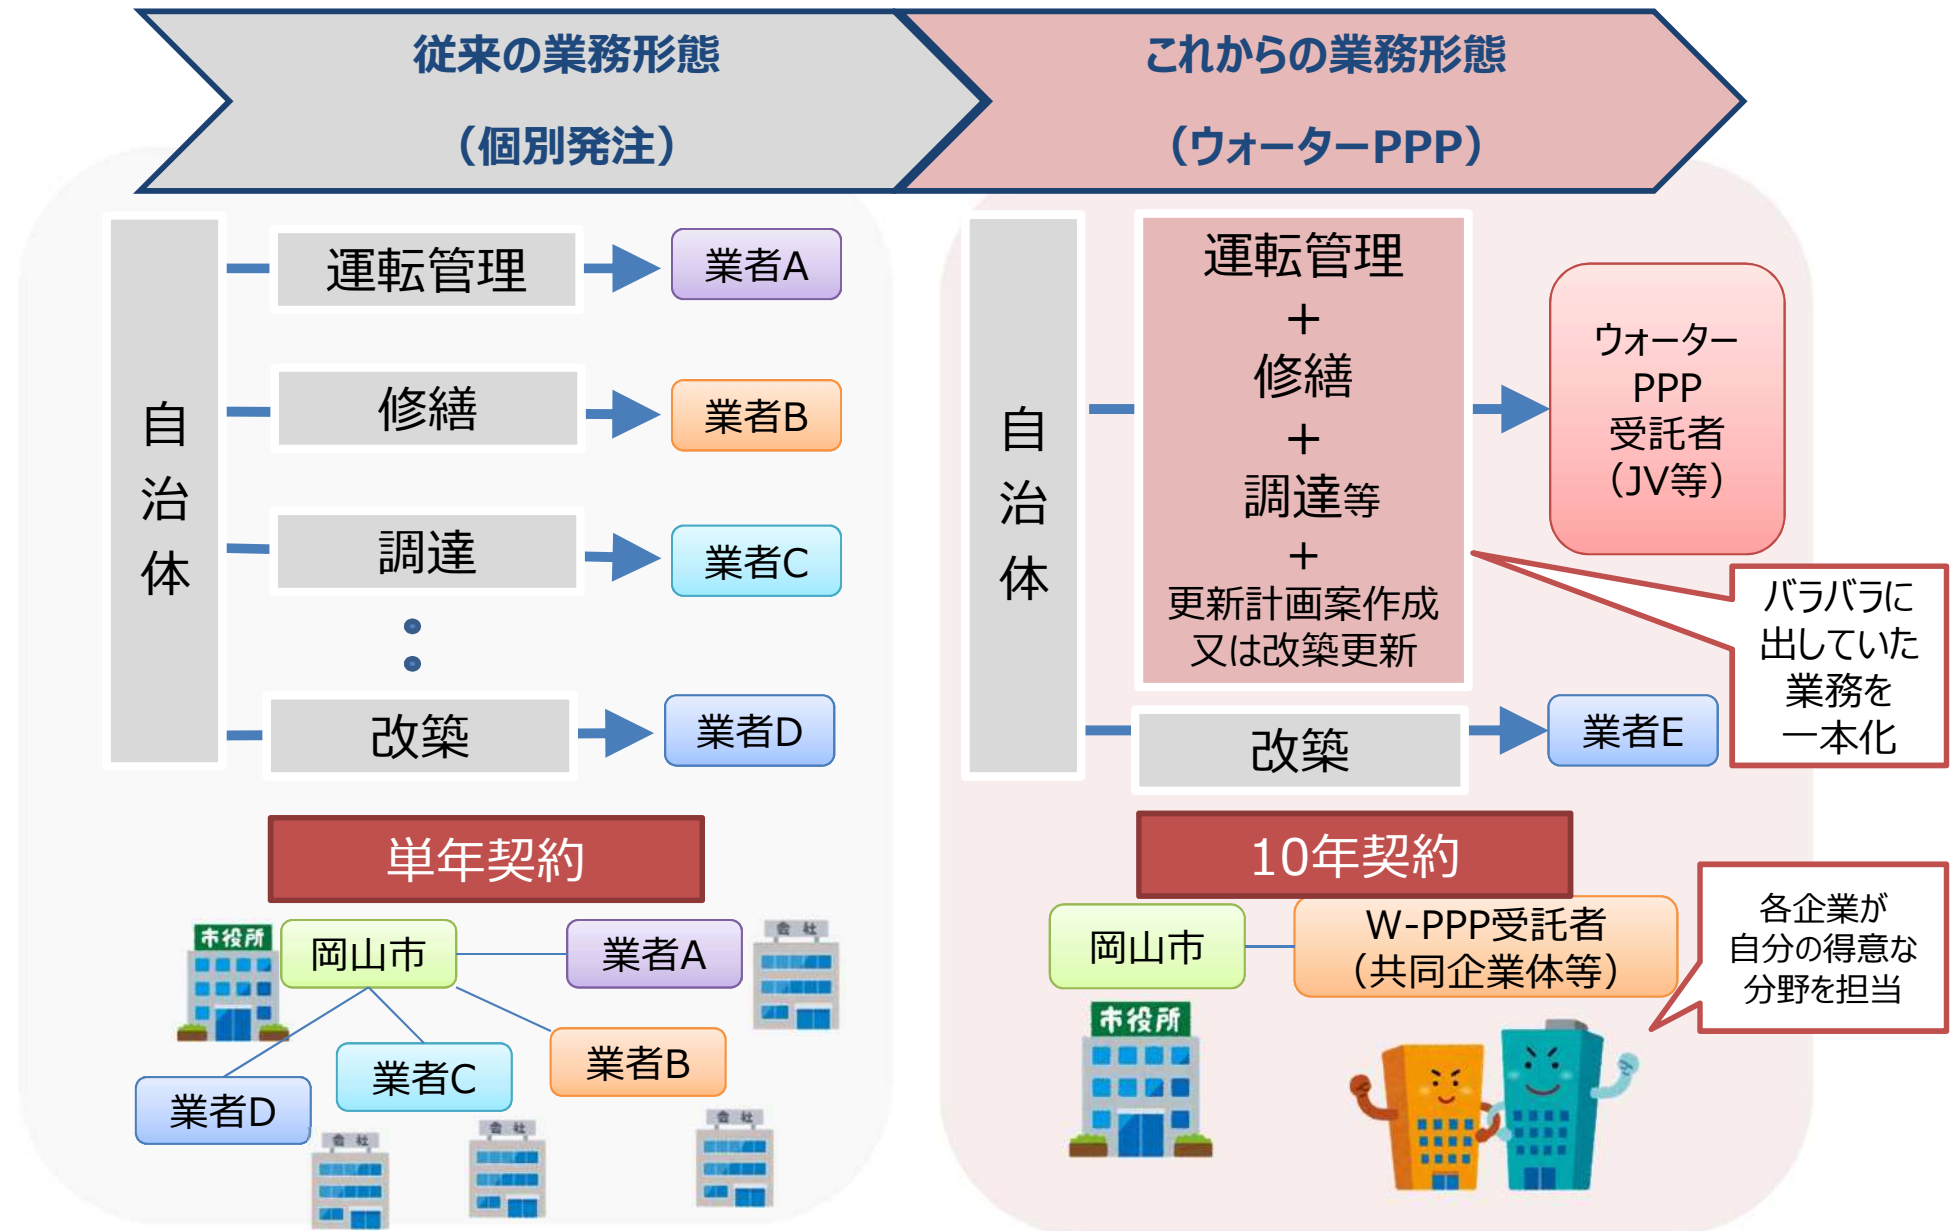 従来の業務形態
（個別発注）
これからの業務形態
（ウォーターPPP）
自
治
体
運転管理
業者A
修繕
業者B
調達
業者C
改築
業者D
単年契約
市役所
岡山市
業者A
会社
業者B
業者C
業者D
会社
会社
会社
自
治
体
運転管理
+
修繕
+
調達等
+
更新計画案作成
又は改築更新
ウォーター
PPP
受託者
（JV等）
バラバラに
出していた
業務を
一本化
改築
業者E
10年契約
岡山市
W-PPP受託者
（共同企業体等）
各企業が
自分の得意な
分野を担当
市役所